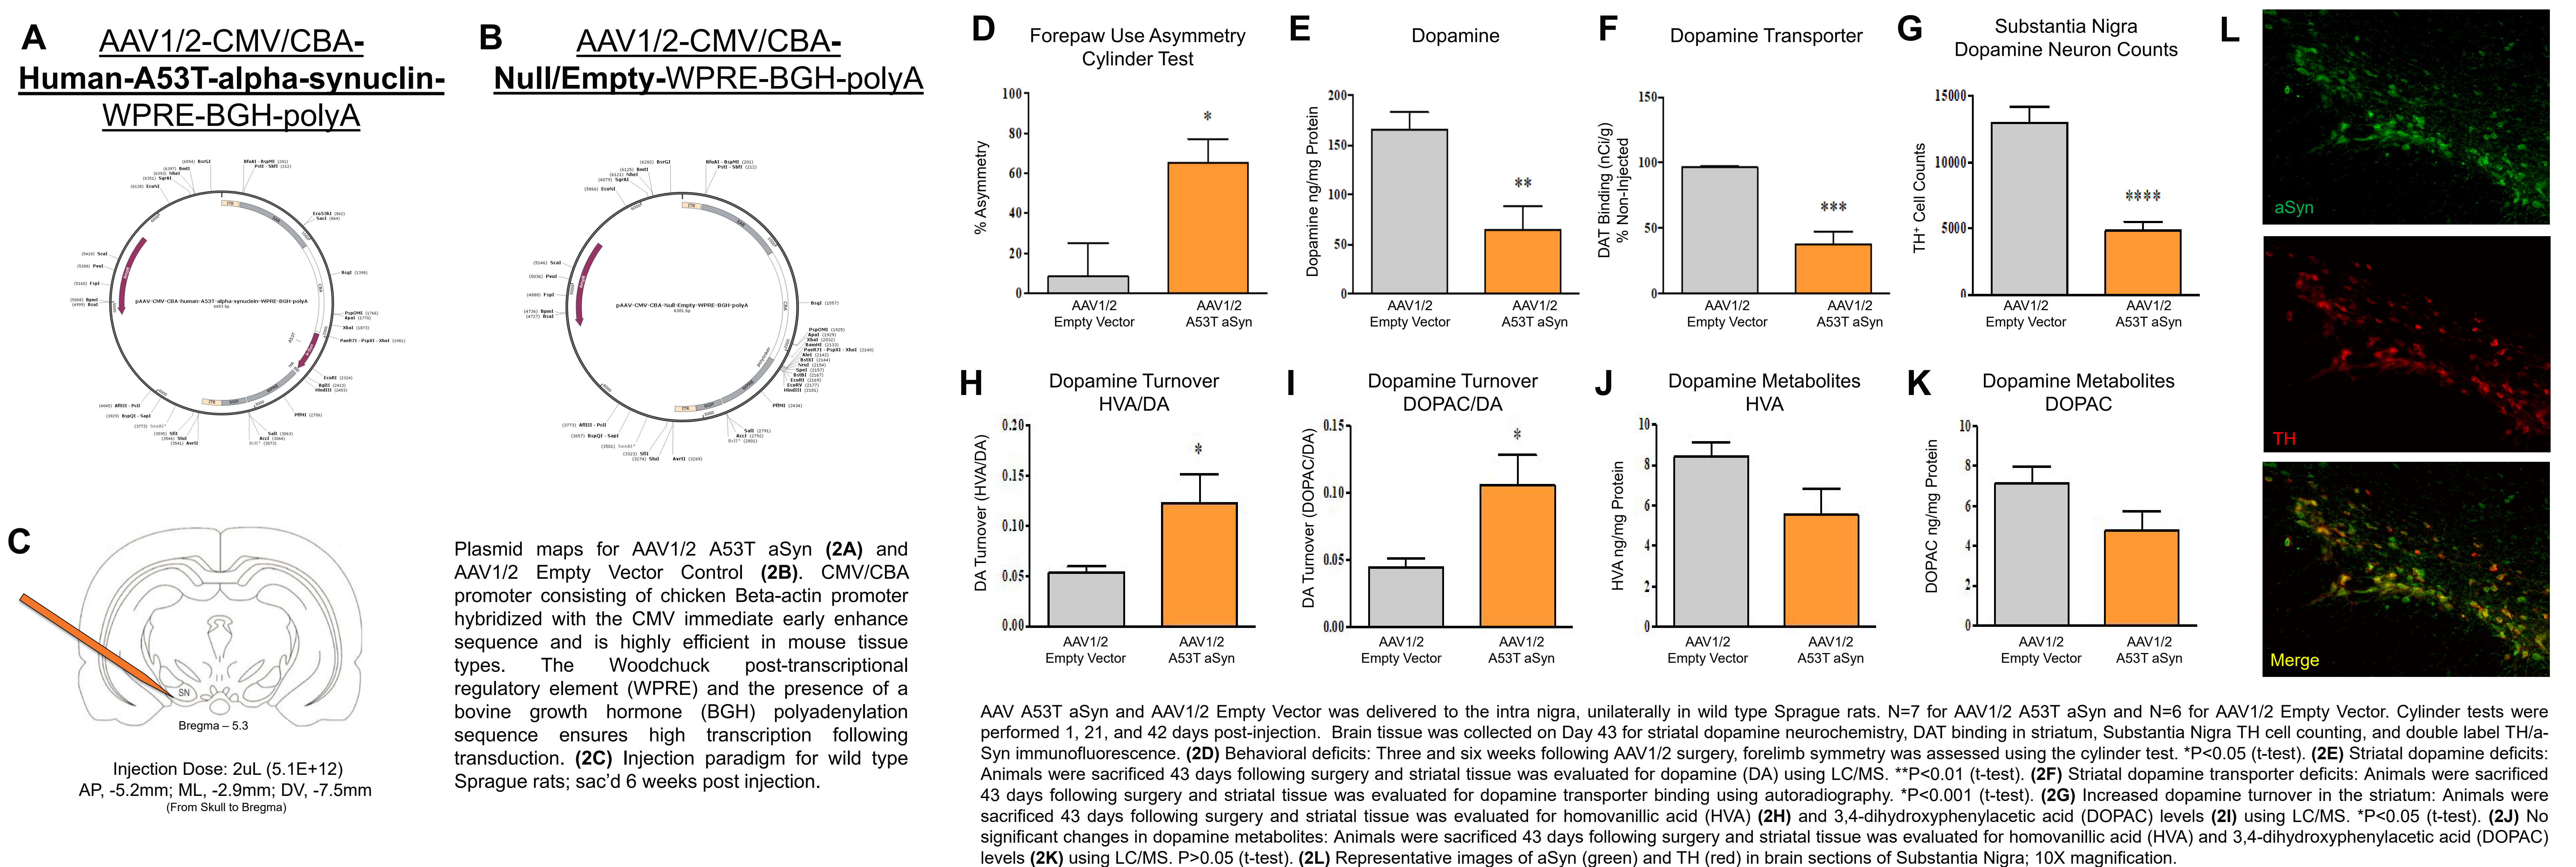 A
AAV1/2-CMV/CBA-
Human-A53T-alpha-synuclin-
WPRE-BGH-polyA
B
AAV1/2-CMV/CBA-
Null/Empty-WPRE-BGH-polyA
pAAV-CMV-CBA-human-A53T-alpha-synuclein-WPRE-BGH-polyA
pAAV-CMV-CBA-Null-Empty-WPRE-BGH-polyA
6381 bp
C
SN
Bregma – 5.3
Injection Dose: 2uL (5.1E+12)
AP, -5.2mm; ML, -2.9mm; DV, -7.5mm
(From Skull to Bregma)
Plasmid maps for AAV1/2 A53T aSyn (2A) and
AAV1/2 Empty Vector Control (2B). CMV/CBA
promoter consisting of chicken Beta-actin promoter
hybridized with the CMV immediate early enhance
sequence and is highly efficient in mouse tissue
types. The Woodchuck post-transcriptional
regulatory element (WPRE) and the presence of a
bovine growth hormone (BGH) polyadenylation
sequence ensures high transcription following
transduction. (2C) Injection paradigm for wild type
Sprague rats; sac’d 6 weeks post injection.
D
Forepaw Use Asymmetry
Cylinder Test
% Asymmetry
100
80
60
40
20
0
*
AAV1/2
Empty Vector
AAV1/2
A53T aSyn
E
Dopamine
Dopamine ng/mg Protein
200
150
100
50
0
**
AAV1/2
Empty Vector
AAV1/2
A53T aSyn
F
Dopamine Transporter
DAT Binding (nCi/g)
% Non-Injected
150
100
50
0
***
AAV1/2
Empty Vector
AAV1/2
A53T aSyn
G
Substantia Nigra
Dopamine Neuron Counts
TH+ Cell Counts
15000
10000
5000
0
****
AAV1/2
Empty Vector
AAV1/2
A53T aSyn
H
Dopamine Turnover
HVA/DA
DA Turnover (HVA/DA)
0.20
0.15
0.10
0.05
0.00
*
AAV1/2
Empty Vector
AAV1/2
A53T aSyn
I
Dopamine Turnover
DOPAC/DA
DA Turnover (DOPAC/DA)
0.15
0.10
0.05
0.00
*
AAV1/2
Empty Vector
AAV1/2
A53T aSyn
J
Dopamine Metabolites
HVA
HVA ng/mg Protein
10
8
6
4
2
0
AAV1/2
Empty Vector
AAV1/2
A53T aSyn
K
Dopamine Metabolites
DOPAC
DOPAC ng/mg Protein
10
8
6
4
2
0
AAV1/2
Empty Vector
AAV1/2
A53T aSyn
L
aSyn
TH
Merge
AAV A53T aSyn and AAV1/2 Empty Vector was delivered to the intra nigra, unilaterally in wild type Sprague rats. N=7 for AAV1/2 A53T aSyn and N=6 for AAV1/2 Empty Vector. Cylinder tests were
performed 1, 21, and 42 days post-injection. Brain tissue was collected on Day 43 for striatal dopamine neurochemistry, DAT binding in striatum, Substantia Nigra TH cell counting, and double label TH/a-
Syn immunofluorescence. (2D) Behavioral deficits: Three and six weeks following AAV1/2 surgery, forelimb symmetry was assessed using the cylinder test. *P<0.05 (t-test). (2E) Striatal dopamine deficits:
Animals were sacrificed 43 days following surgery and striatal tissue was evaluated for dopamine (DA) using LC/MS. **P<0.01 (t-test). (2F) Striatal dopamine transporter deficits: Animals were sacrificed
43 days following surgery and striatal tissue was evaluated for dopamine transporter binding using autoradiography. *P<0.001 (t-test). (2G) Increased dopamine turnover in the striatum: Animals were
sacrificed 43 days following surgery and striatal tissue was evaluated for homovanillic acid (HVA) (2H) and 3,4-dihydroxyphenylacetic acid (DOPAC) levels (2I) using LC/MS. *P<0.05 (t-test). (2J) No
significant changes in dopamine metabolites: Animals were sacrificed 43 days following surgery and striatal tissue was evaluated for homovanillic acid (HVA) and 3,4-dihydroxyphenylacetic acid (DOPAC)
levels (2K) using LC/MS. P>0.05 (t-test). (2L) Representative images of aSyn (green) and TH (red) in brain sections of Substantia Nigra; 10X magnification.